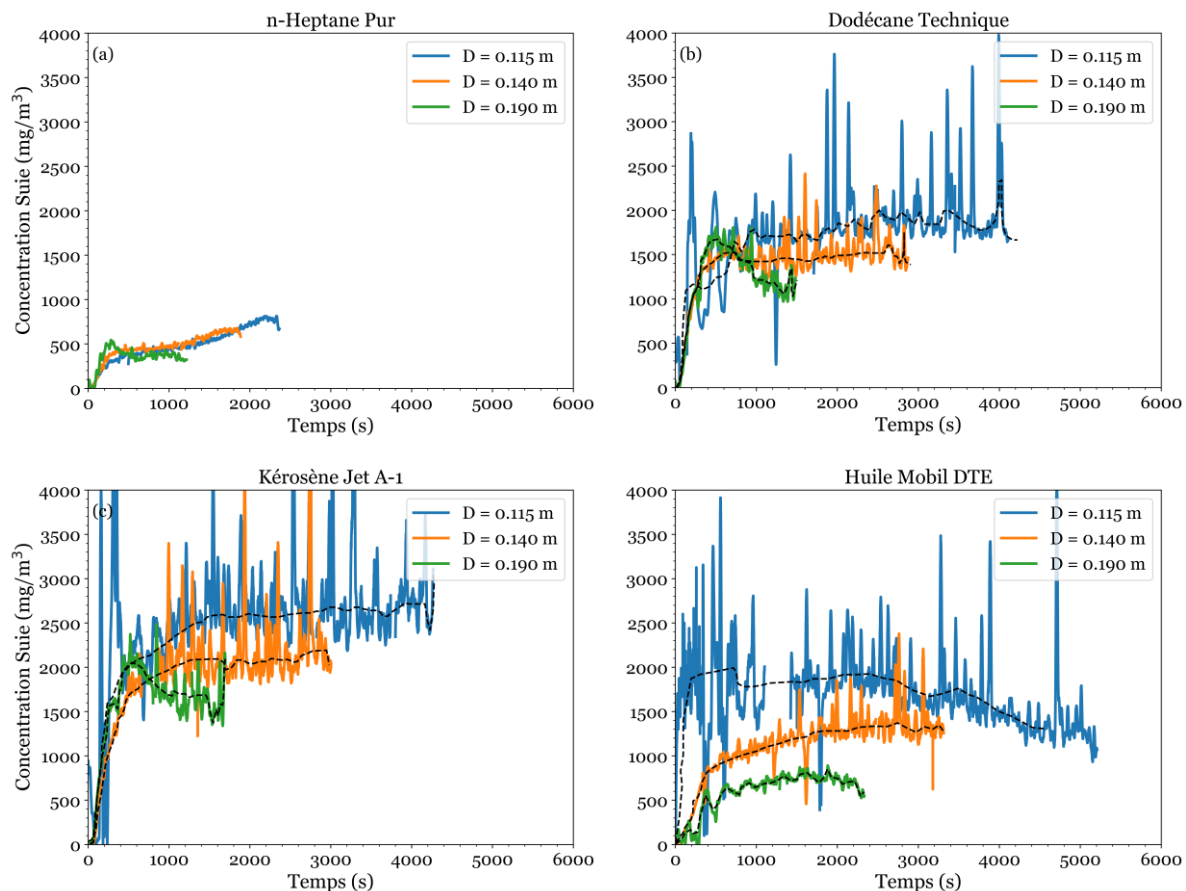 n-Heptane Pur
(a)
D = 0.115 m
D = 0.140 m
D = 0.190 m
Concentration Suie (mg/m³)
4000
3500
3000
2500
2000
1500
1000
500
0
0 1000 2000 3000 4000 5000 6000
Temps (s)
Dodécane Technique
(b)
D = 0.115 m
D = 0.140 m
D = 0.190 m
4000
3500
3000
2500
2000
1500
1000
500
0
0 1000 2000 3000 4000 5000 6000
Temps (s)
Kérosène Jet A-1
(c)
D = 0.115 m
D = 0.140 m
D = 0.190 m
Concentration Suie (mg/m³)
4000
3500
3000
2500
2000
1500
1000
500
0
0 1000 2000 3000 4000 5000 6000
Temps (s)
Huile Mobil DTE
D = 0.115 m
D = 0.140 m
D = 0.190 m
4000
3500
3000
2500
2000
1500
1000
500
0
0 1000 2000 3000 4000 5000 6000
Temps (s)